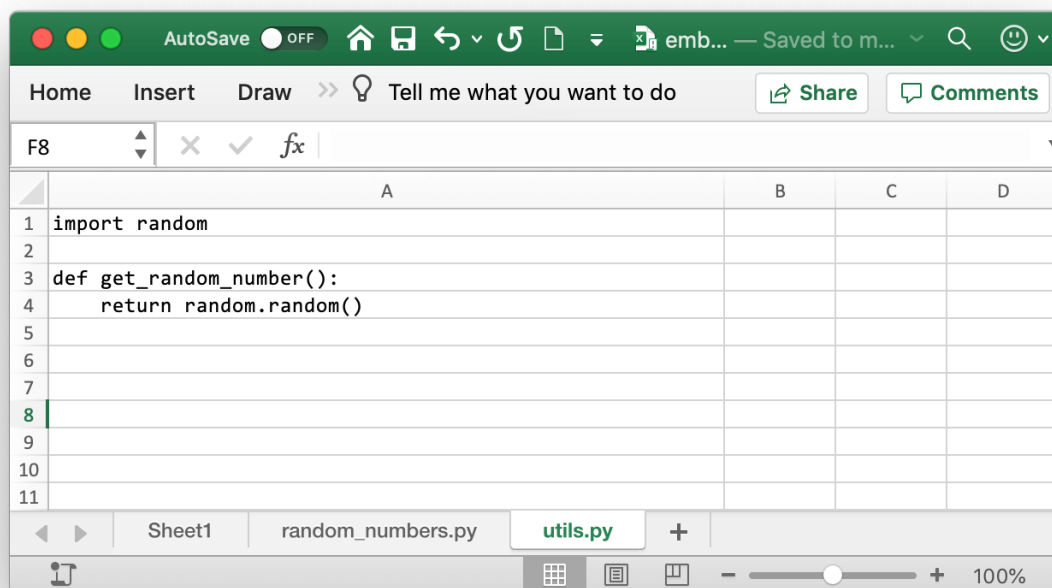 AutoSave OFF emb... — Saved to m...
Home Insert Draw Tell me what you want to do Share Comments
F8 fx
A B C D
1 import random
2
3 def get_random_number():
4     return random.random()
5
6
7
8
9
10
11
Sheet1 random_numbers.py utils.py +
100%